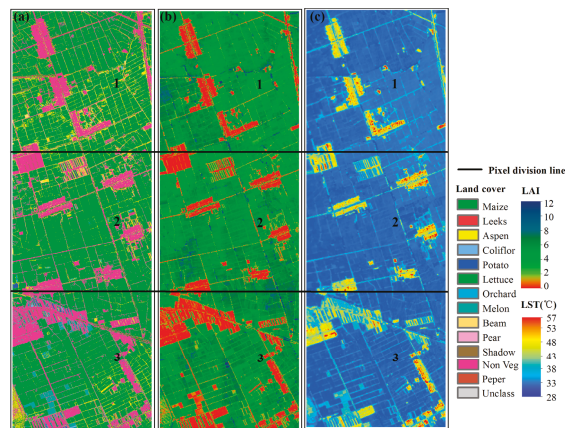 (a)
(b)
(c)
1
1
1
2
2
2
3
3
3
Pixel division line
Land cover
Maize
Leeks
Aspen
Coliflor
Potato
Lettuce
Orchard
Melon
Beam
Pear
Shadow
Non Veg
Peper
Unclass
LAI
12
10
8
6
4
2
0
LST(℃)
57
53
48
43
38
33
28